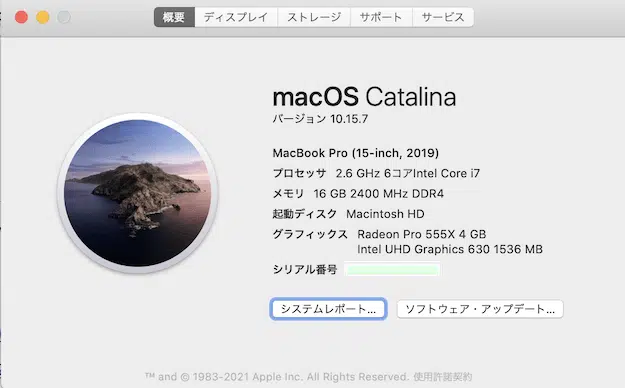 概要 ディスプレイ ストレージ サポート サービス
macOS Catalina
バージョン 10.15.7
MacBook Pro (15-inch, 2019)
プロセッサ 2.6 GHz 6コアIntel Core i7
メモリ 16 GB 2400 MHz DDR4
起動ディスク Macintosh HD
グラフィックス Radeon Pro 555X 4 GB
Intel UHD Graphics 630 1536 MB
シリアル番号
システムレポート... ソフトウェア・アップデート...
™ and © 1983-2021 Apple Inc. All Rights Reserved. 使用許諾契約